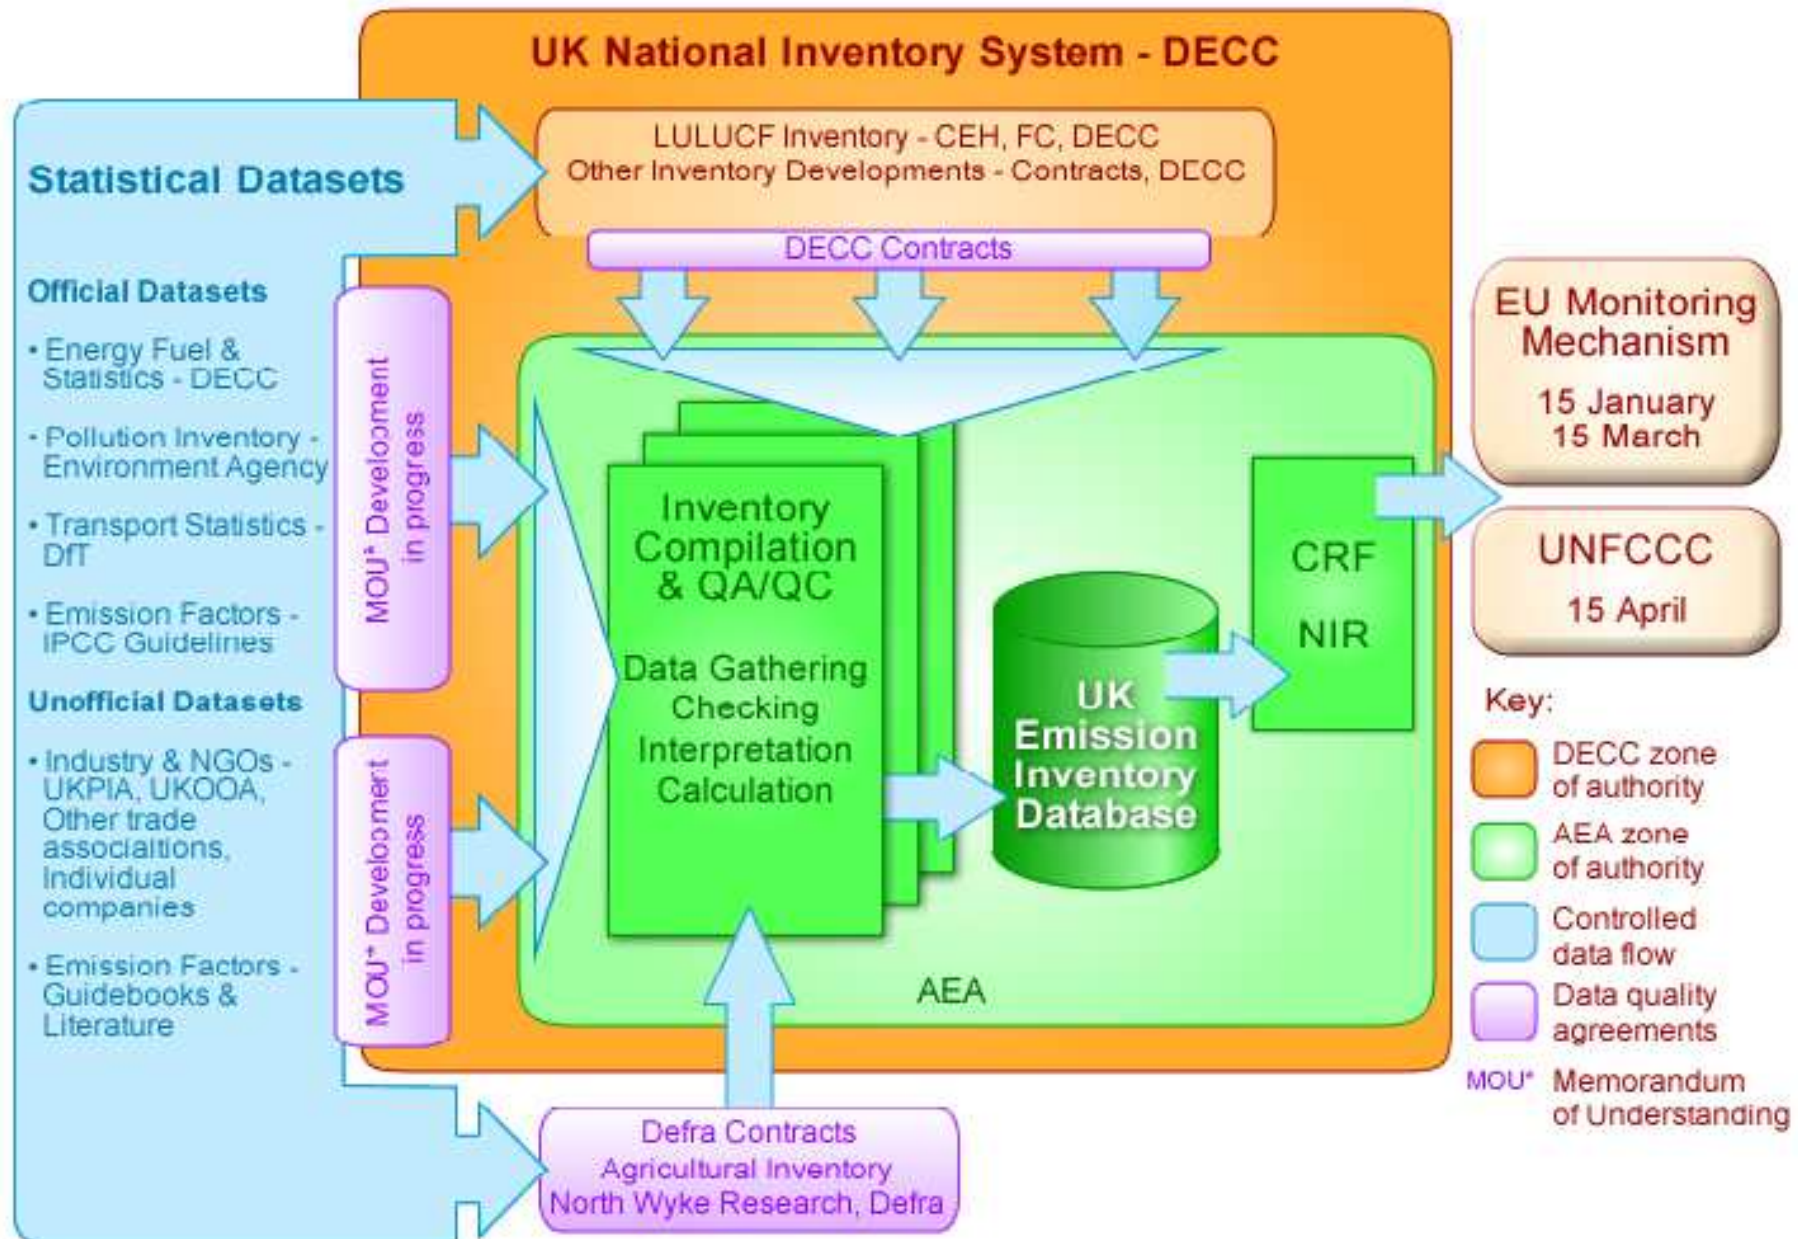 UK National Inventory System - DECC
LULUCF Inventory - CEH, FC, DECC
Other Inventory Developments - Contracts, DECC
DECC Contracts
Statistical Datasets
Official Datasets
• Energy Fuel &
Statistics - DECC
• Pollution Inventory -
Environment Agency
• Transport Statistics -
DfT
• Emission Factors -
IPCC Guidelines
Unofficial Datasets
• Industry & NGOs -
UKPIA, UKOOA,
Other trade
associaltions,
Individual
companies
• Emission Factors -
Guidebooks &
Literature
MOU* Development
in progress
MOU* Development
in progress
Inventory
Compilation
& QA/QC
Data Gathering
Checking
Interpretation
Calculation
UK
Emission
Inventory
Database
CRF
NIR
AEA
Defra Contracts
Agricultural Inventory
North Wyke Research, Defra
EU Monitoring
Mechanism
15 January
15 March
UNFCCC
15 April
Key:
DECC zone
of authority
AEA zone
of authority
Controlled
data flow
Data quality
agreements
MOU* Memorandum
of Understanding